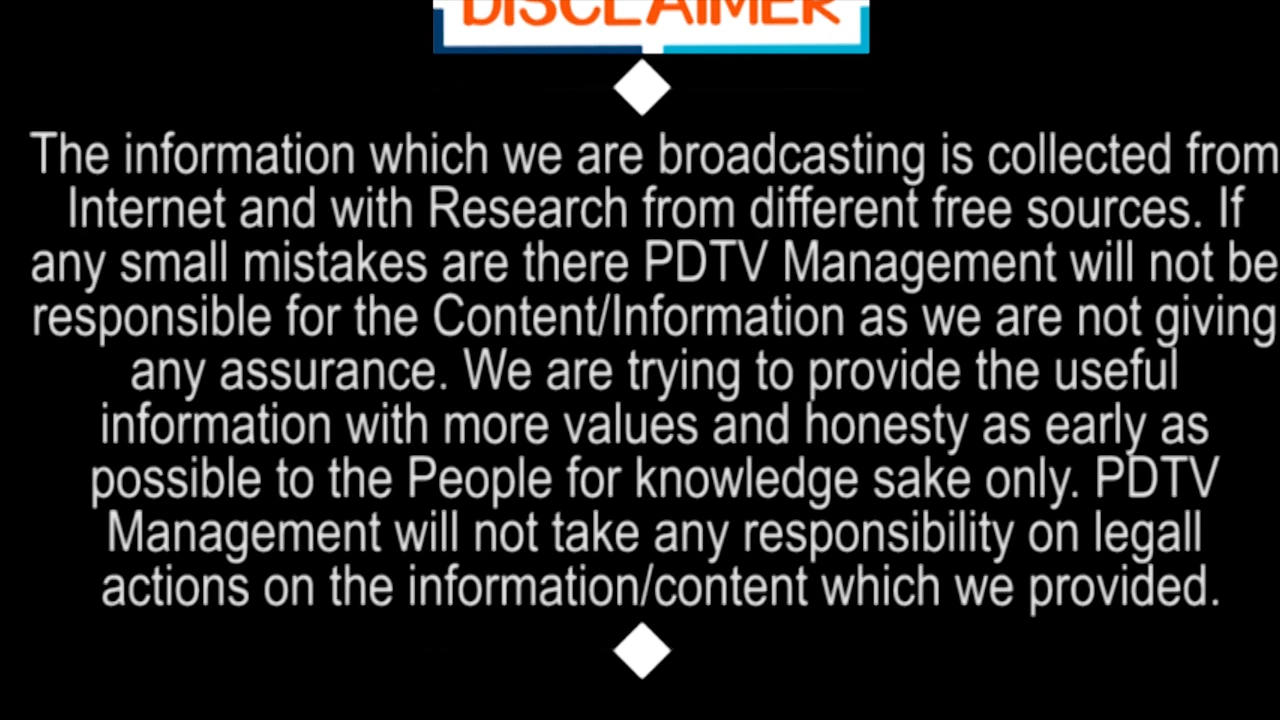 DISCLAIMER
The information which we are broadcasting is collected from
Internet and with Research from different free sources. If
any small mistakes are there PDTV Management will not be
responsible for the Content/Information as we are not giving
any assurance. We are trying to provide the useful
information with more values and honesty as early as
possible to the People for knowledge sake only. PDTV
Management will not take any responsibility on legall
actions on the information/content which we provided.